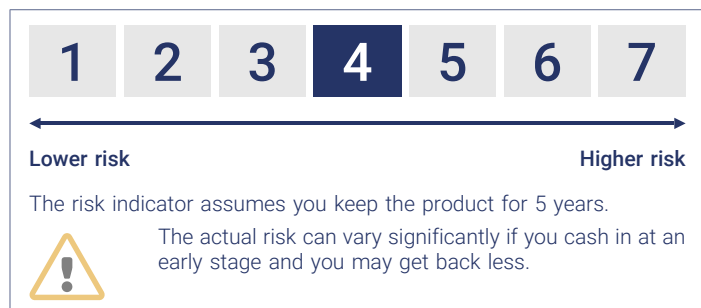 1 2 3 4 5 6 7
Lower risk Higher risk
The risk indicator assumes you keep the product for 5 years.
The actual risk can vary significantly if you cash in at an
early stage and you may get back less.